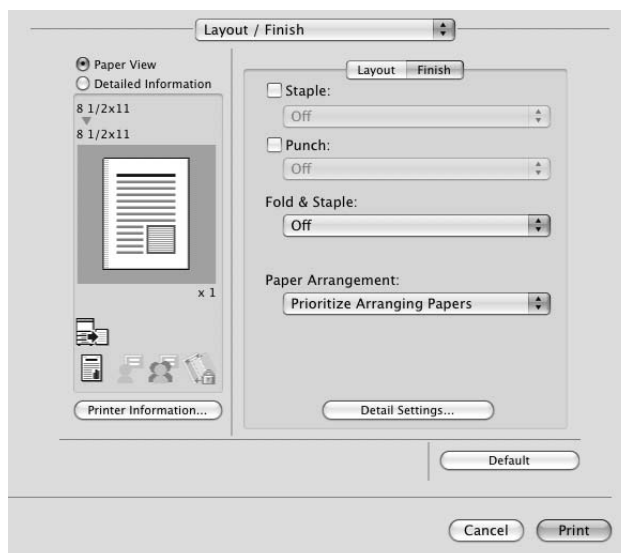 Layout / Finish
Paper View
Detailed Information
8 1/2x11
8 1/2x11
x 1
Printer Information...
Layout Finish
Staple:
Off
Punch:
Off
Fold & Staple:
Off
Paper Arrangement:
Prioritize Arranging Papers
Detail Settings...
Default
Cancel Print